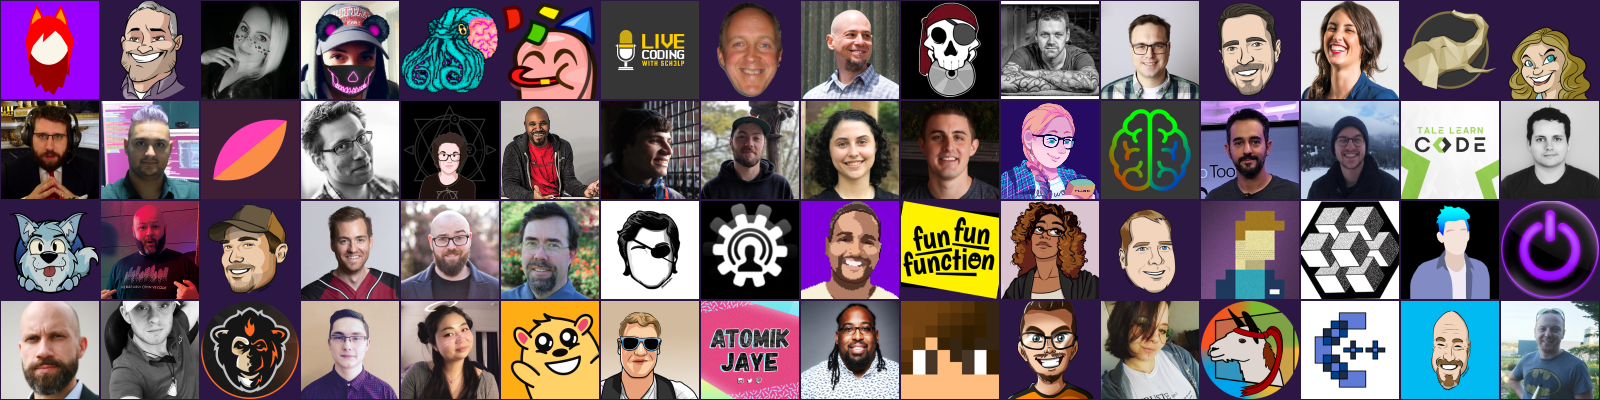 LIVE
CODING
WITH SCH3LP
TALE LEARN
CODE
Too
fun fun
function
ATOMIK
JAYE